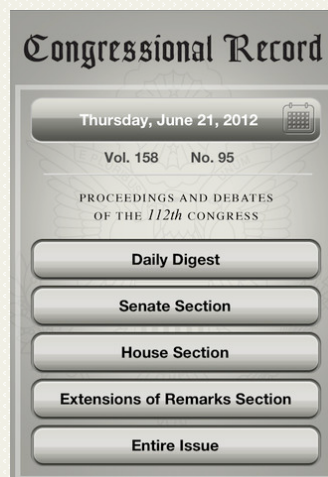 Congressional Record
Thursday, June 21, 2012
Vol. 158 No. 95
PROCEEDINGS AND DEBATES
OF THE 112th CONGRESS
Daily Digest
Senate Section
House Section
Extensions of Remarks Section
Entire Issue